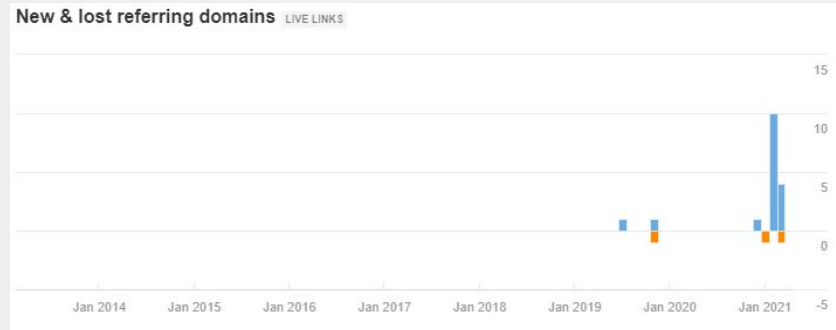 New & lost referring domains LIVE LINKS
15
10
5
0
-5
Jan 2014 Jan 2015 Jan 2016 Jan 2017 Jan 2018 Jan 2019 Jan 2020 Jan 2021